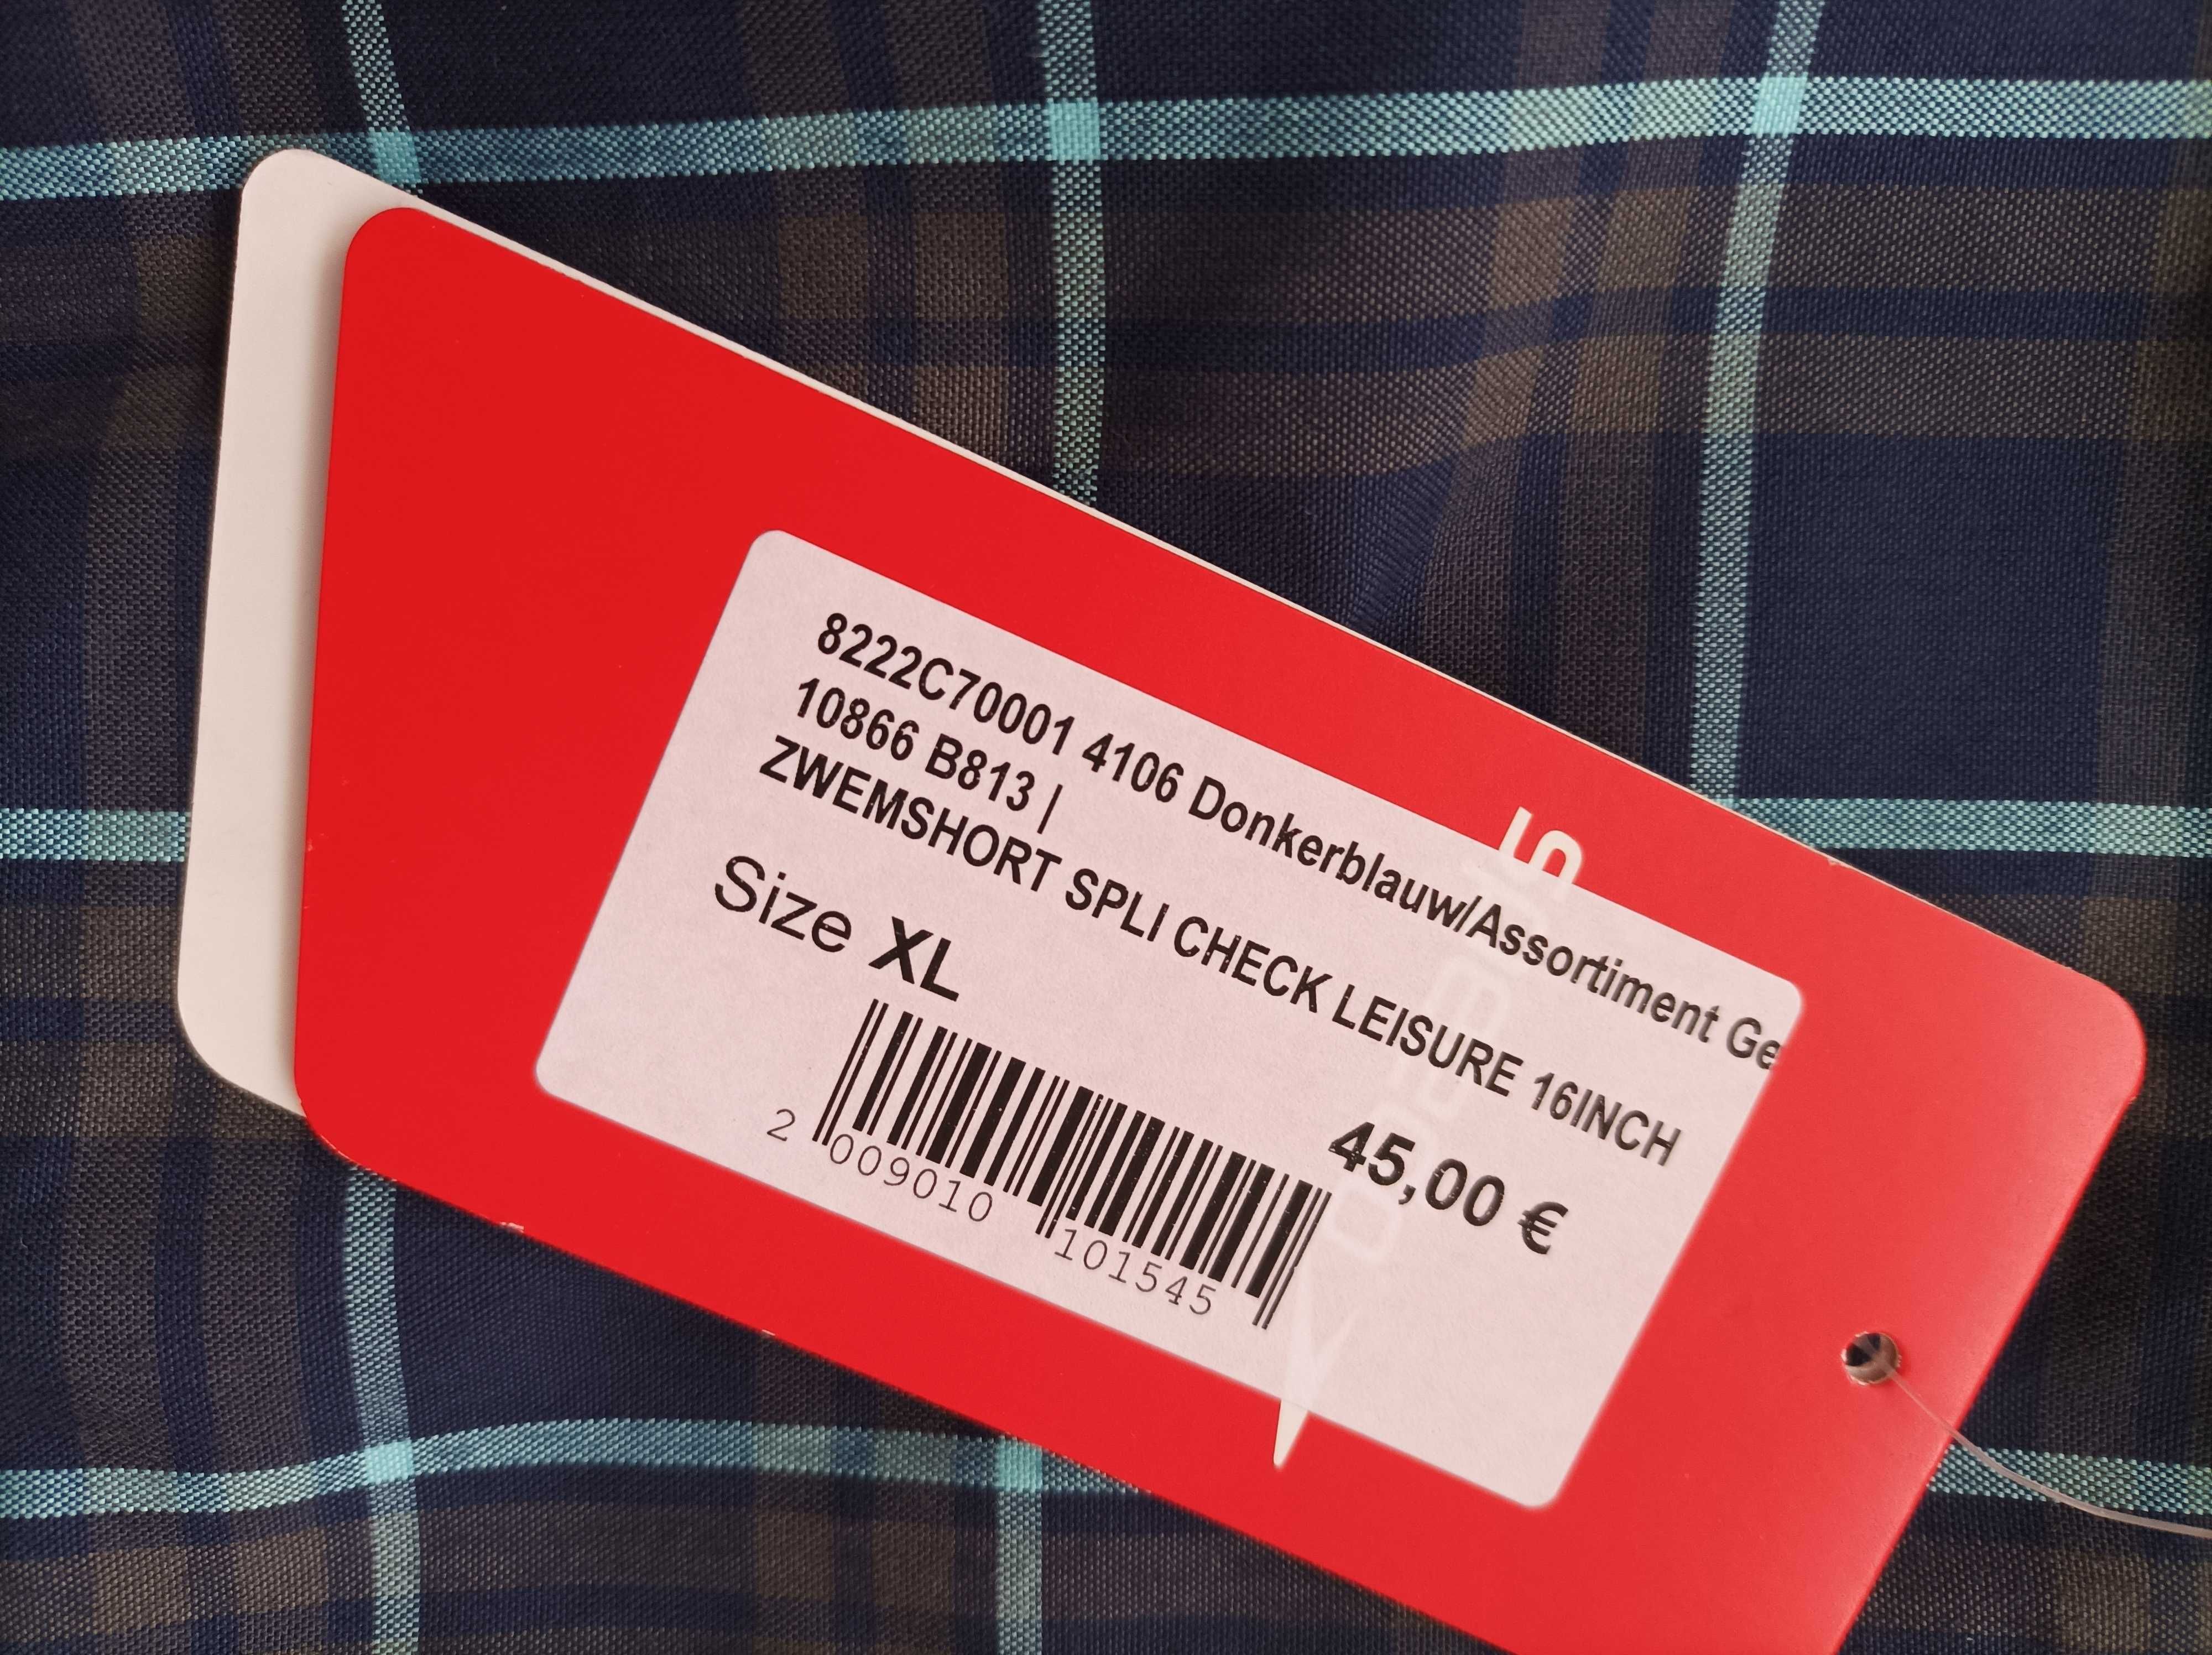 8222C70001 4106 Donkerblauw/Assortiment Ge
10866 B813 |
ZWEMSHORT SPLI CHECK LEISURE 16INCH
Size XL
45,00 €
2 009010 101545